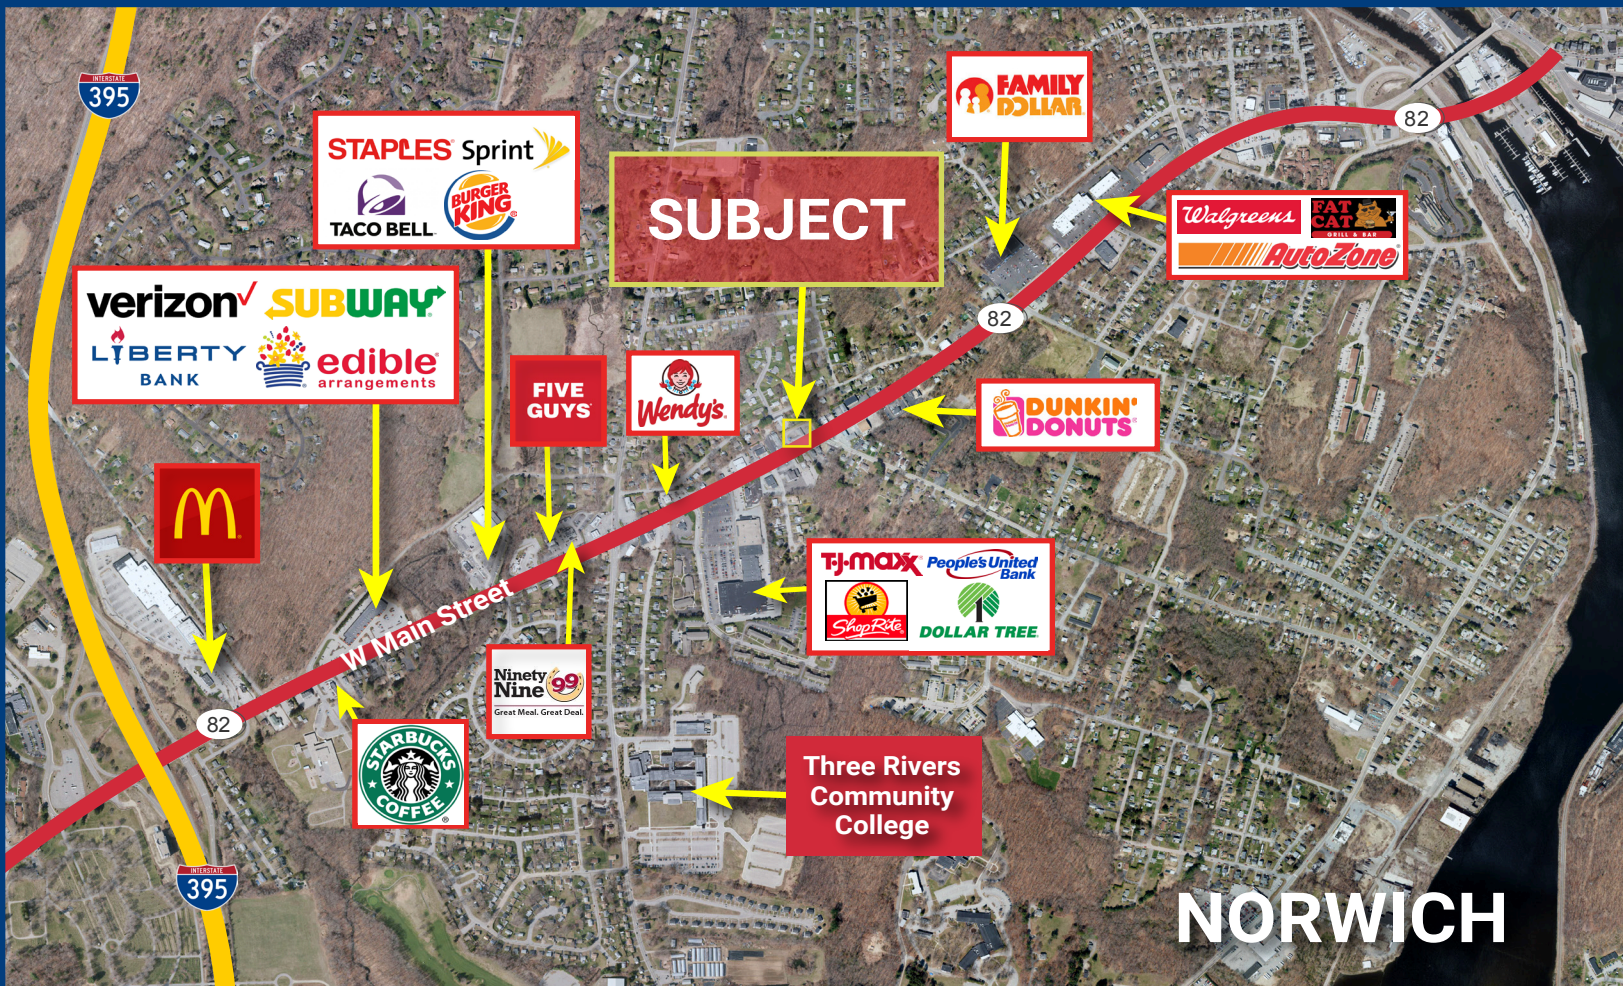 INTERSTATE
395
STAPLES Sprint
TACO BELL
BURGER
KING
FAMILY
DOLLAR
82
SUBJECT
Walgreens
FAT
CAT
GRILL & BAR
AutoZone
verizon SUBWAY
LIBERTY
BANK
edible
arrangements
82
FIVE
GUYS
Wendy's
DUNKIN'
DONUTS
M
W Main Street
T·J·maxx
People's United
Bank
ShopRite
1
DOLLAR TREE
Ninety
Nine 99
Great Meal. Great Deal.
82
STARBUCKS
COFFEE
Three Rivers
Community
College
INTERSTATE
395
NORWICH